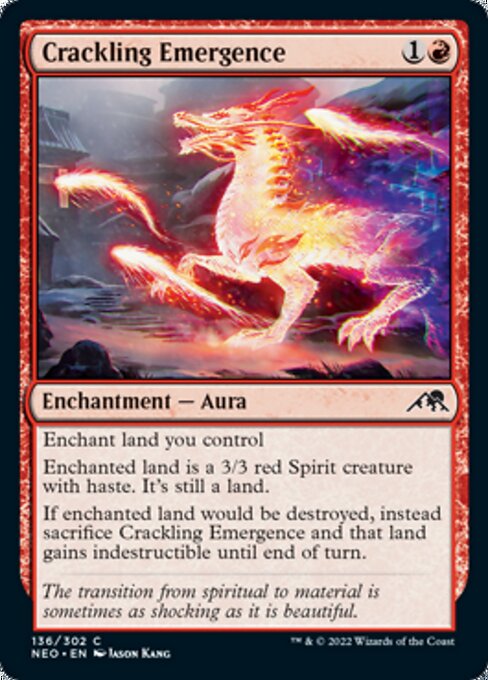 Crackling Emergence 1
Enchantment — Aura
Enchant land you control
Enchanted land is a 3/3 red Spirit creature
with haste. It's still a land.
If enchanted land would be destroyed, instead
sacrifice Crackling Emergence and that land
gains indestructible until end of turn.
The transition from spiritual to material is
sometimes as shocking as it is beautiful.
136/302 C
NEO • EN Jason Kang
™ & © 2022 Wizards of the Coast